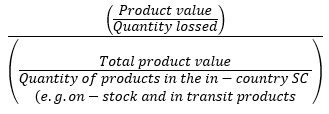 (Product value
Quantity lossed)
(Total product value
Quantity of products in the in − country SC
(e.g.on − stock and in transit products)